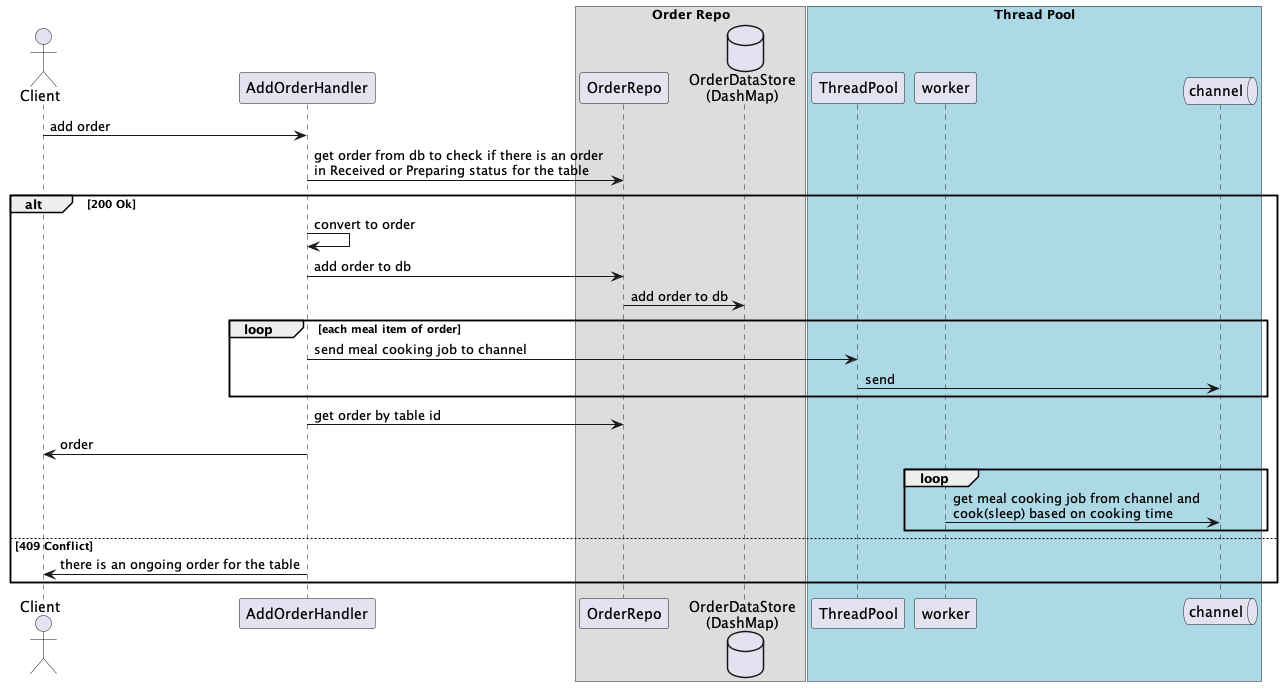 Order Repo
Thread Pool
Client
AddOrderHandler
OrderRepo
OrderDataStore
(DashMap)
ThreadPool
worker
channel
add order
get order from db to check if there is an order
in Received or Preparing status for the table
alt
[200 Ok]
convert to order
add order to db
add order to db
loop
[each meal item of order]
send meal cooking job to channel
send
get order by table id
order
loop
get meal cooking job from channel and
cook(sleep) based on cooking time
[409 Conflict]
there is an ongoing order for the table
Client
AddOrderHandler
OrderRepo
OrderDataStore
(DashMap)
ThreadPool
worker
channel